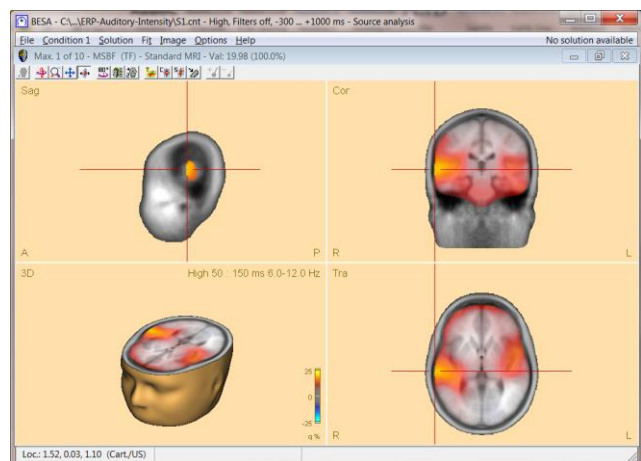 BESA - C:\...\ERP-Auditory-Intensity\S1.cnt - High, Filters off, -300 ... +1000 ms - Source analysis
File Condition 1 Solution Fit Image Options Help No solution available
Max. 1 of 10 - MSBF (TF) - Standard MRI - Val: 19.98 (100.0%)
Sag
A P
Cor
R L
3D High 50 : 150 ms 6.0-12.0 Hz
25
0
-25
q %
Tra
R L
Loc.: 1.52, 0.03, 1.10 (Cart./US)